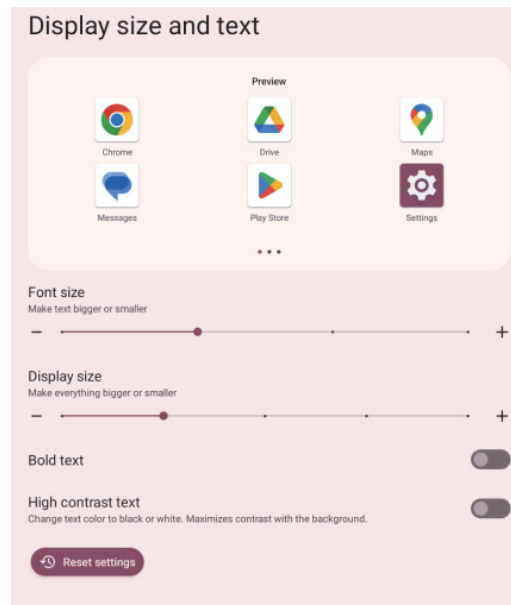 Display size and text
Preview
Chrome
Drive
Maps
Messages
Play Store
Settings
Font size
Make text bigger or smaller
Display size
Make everything bigger or smaller
Bold text
High contrast text
Change text color to black or white. Maximizes contrast with the background.
Reset settings